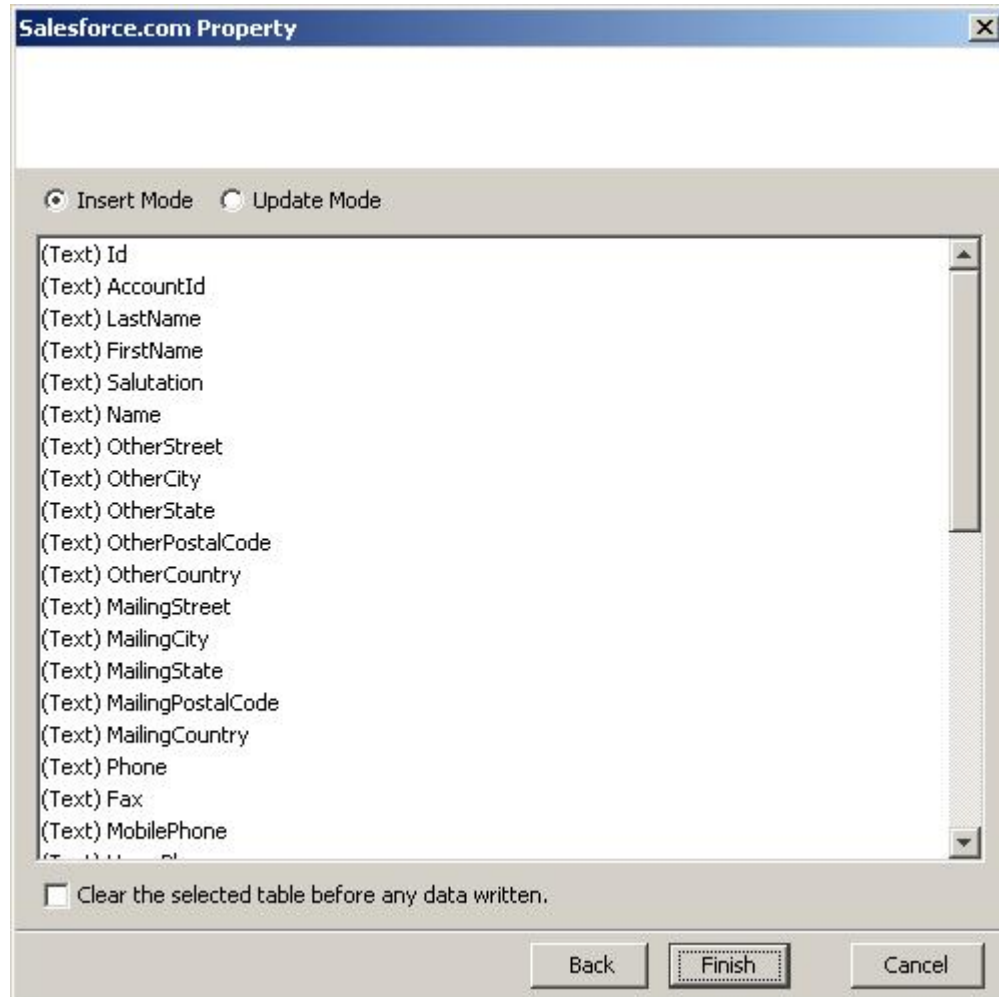 Salesforce.com Property
Insert Mode Update Mode
(Text) Id
(Text) AccountId
(Text) LastName
(Text) FirstName
(Text) Salutation
(Text) Name
(Text) OtherStreet
(Text) OtherCity
(Text) OtherState
(Text) OtherPostalCode
(Text) OtherCountry
(Text) MailingStreet
(Text) MailingCity
(Text) MailingState
(Text) MailingPostalCode
(Text) MailingCountry
(Text) Phone
(Text) Fax
(Text) MobilePhone
Clear the selected table before any data written.
Back Finish Cancel